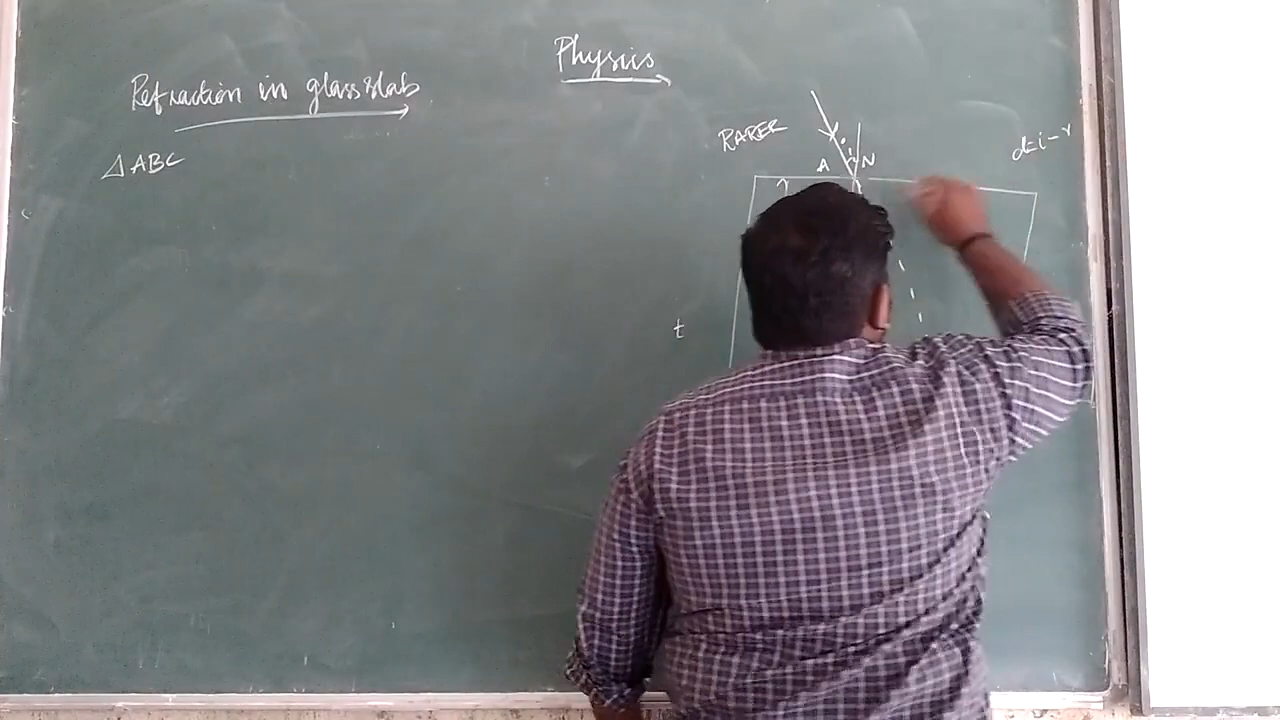 Physics
Refraction in glass slab
△ABC
RARER
i
A
N
d=i-r
t